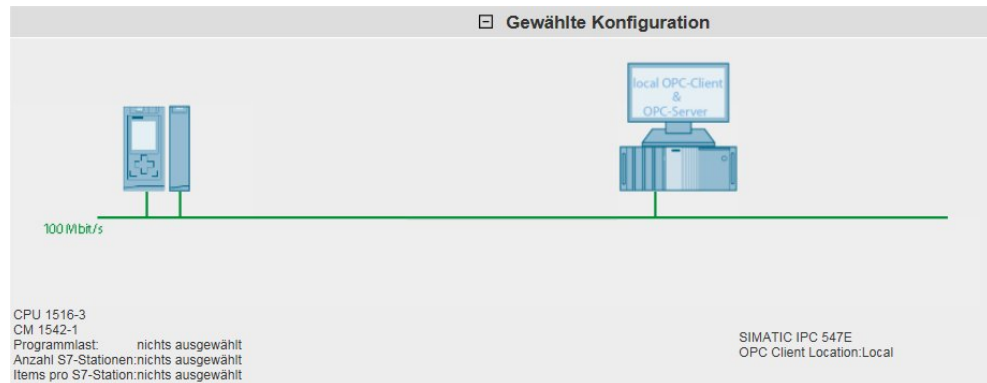 Gewählte Konfiguration
local OPC-Client
&
OPC-Server
100 Mbit/s
CPU 1516-3
CM 1542-1
Programmlast: nichts ausgewählt
Anzahl S7-Stationen:nichts ausgewählt
Items pro S7-Station:nichts ausgewählt
SIMATIC IPC 547E
OPC Client Location:Local